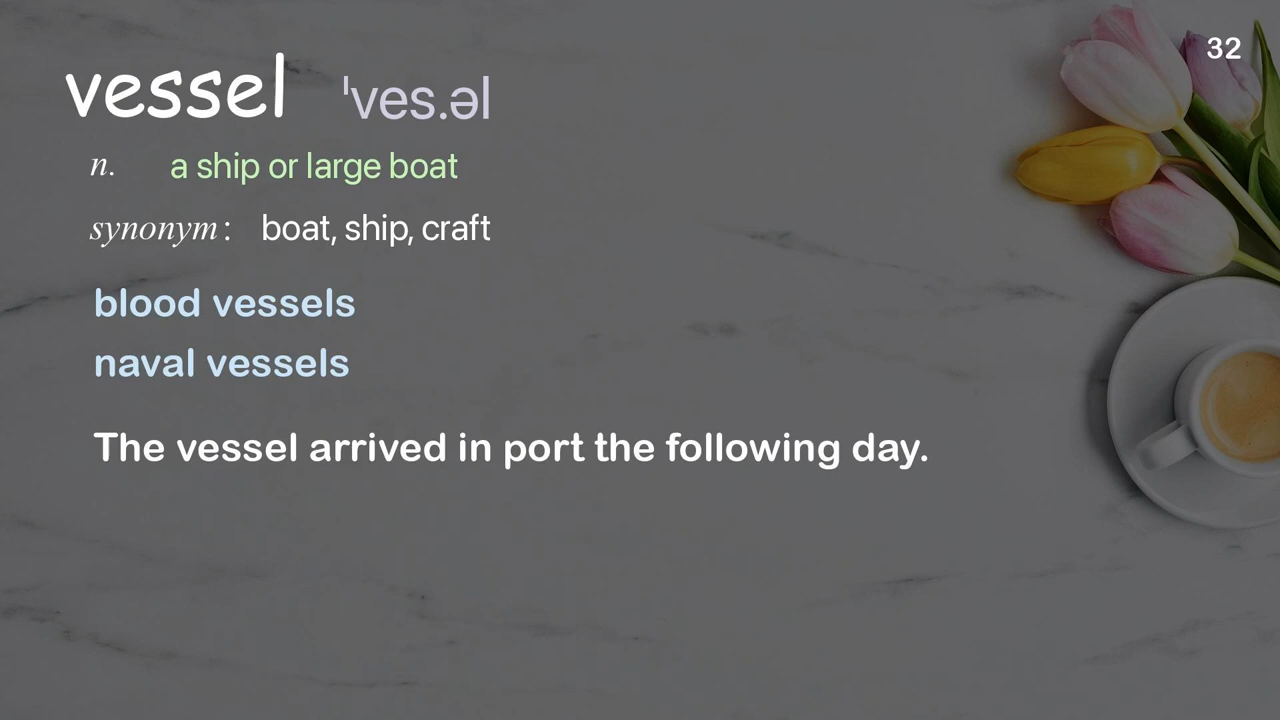 32
vessel ˈves.əl
n. a ship or large boat
synonym: boat, ship, craft
blood vessels
naval vessels
The vessel arrived in port the following day.